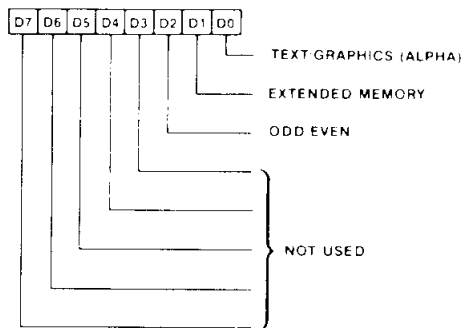 D7 D6 D5 D4 D3 D2 D1 D0
TEXT/GRAPHICS (ALPHA)
EXTENDED MEMORY
ODD EVEN
NOT USED